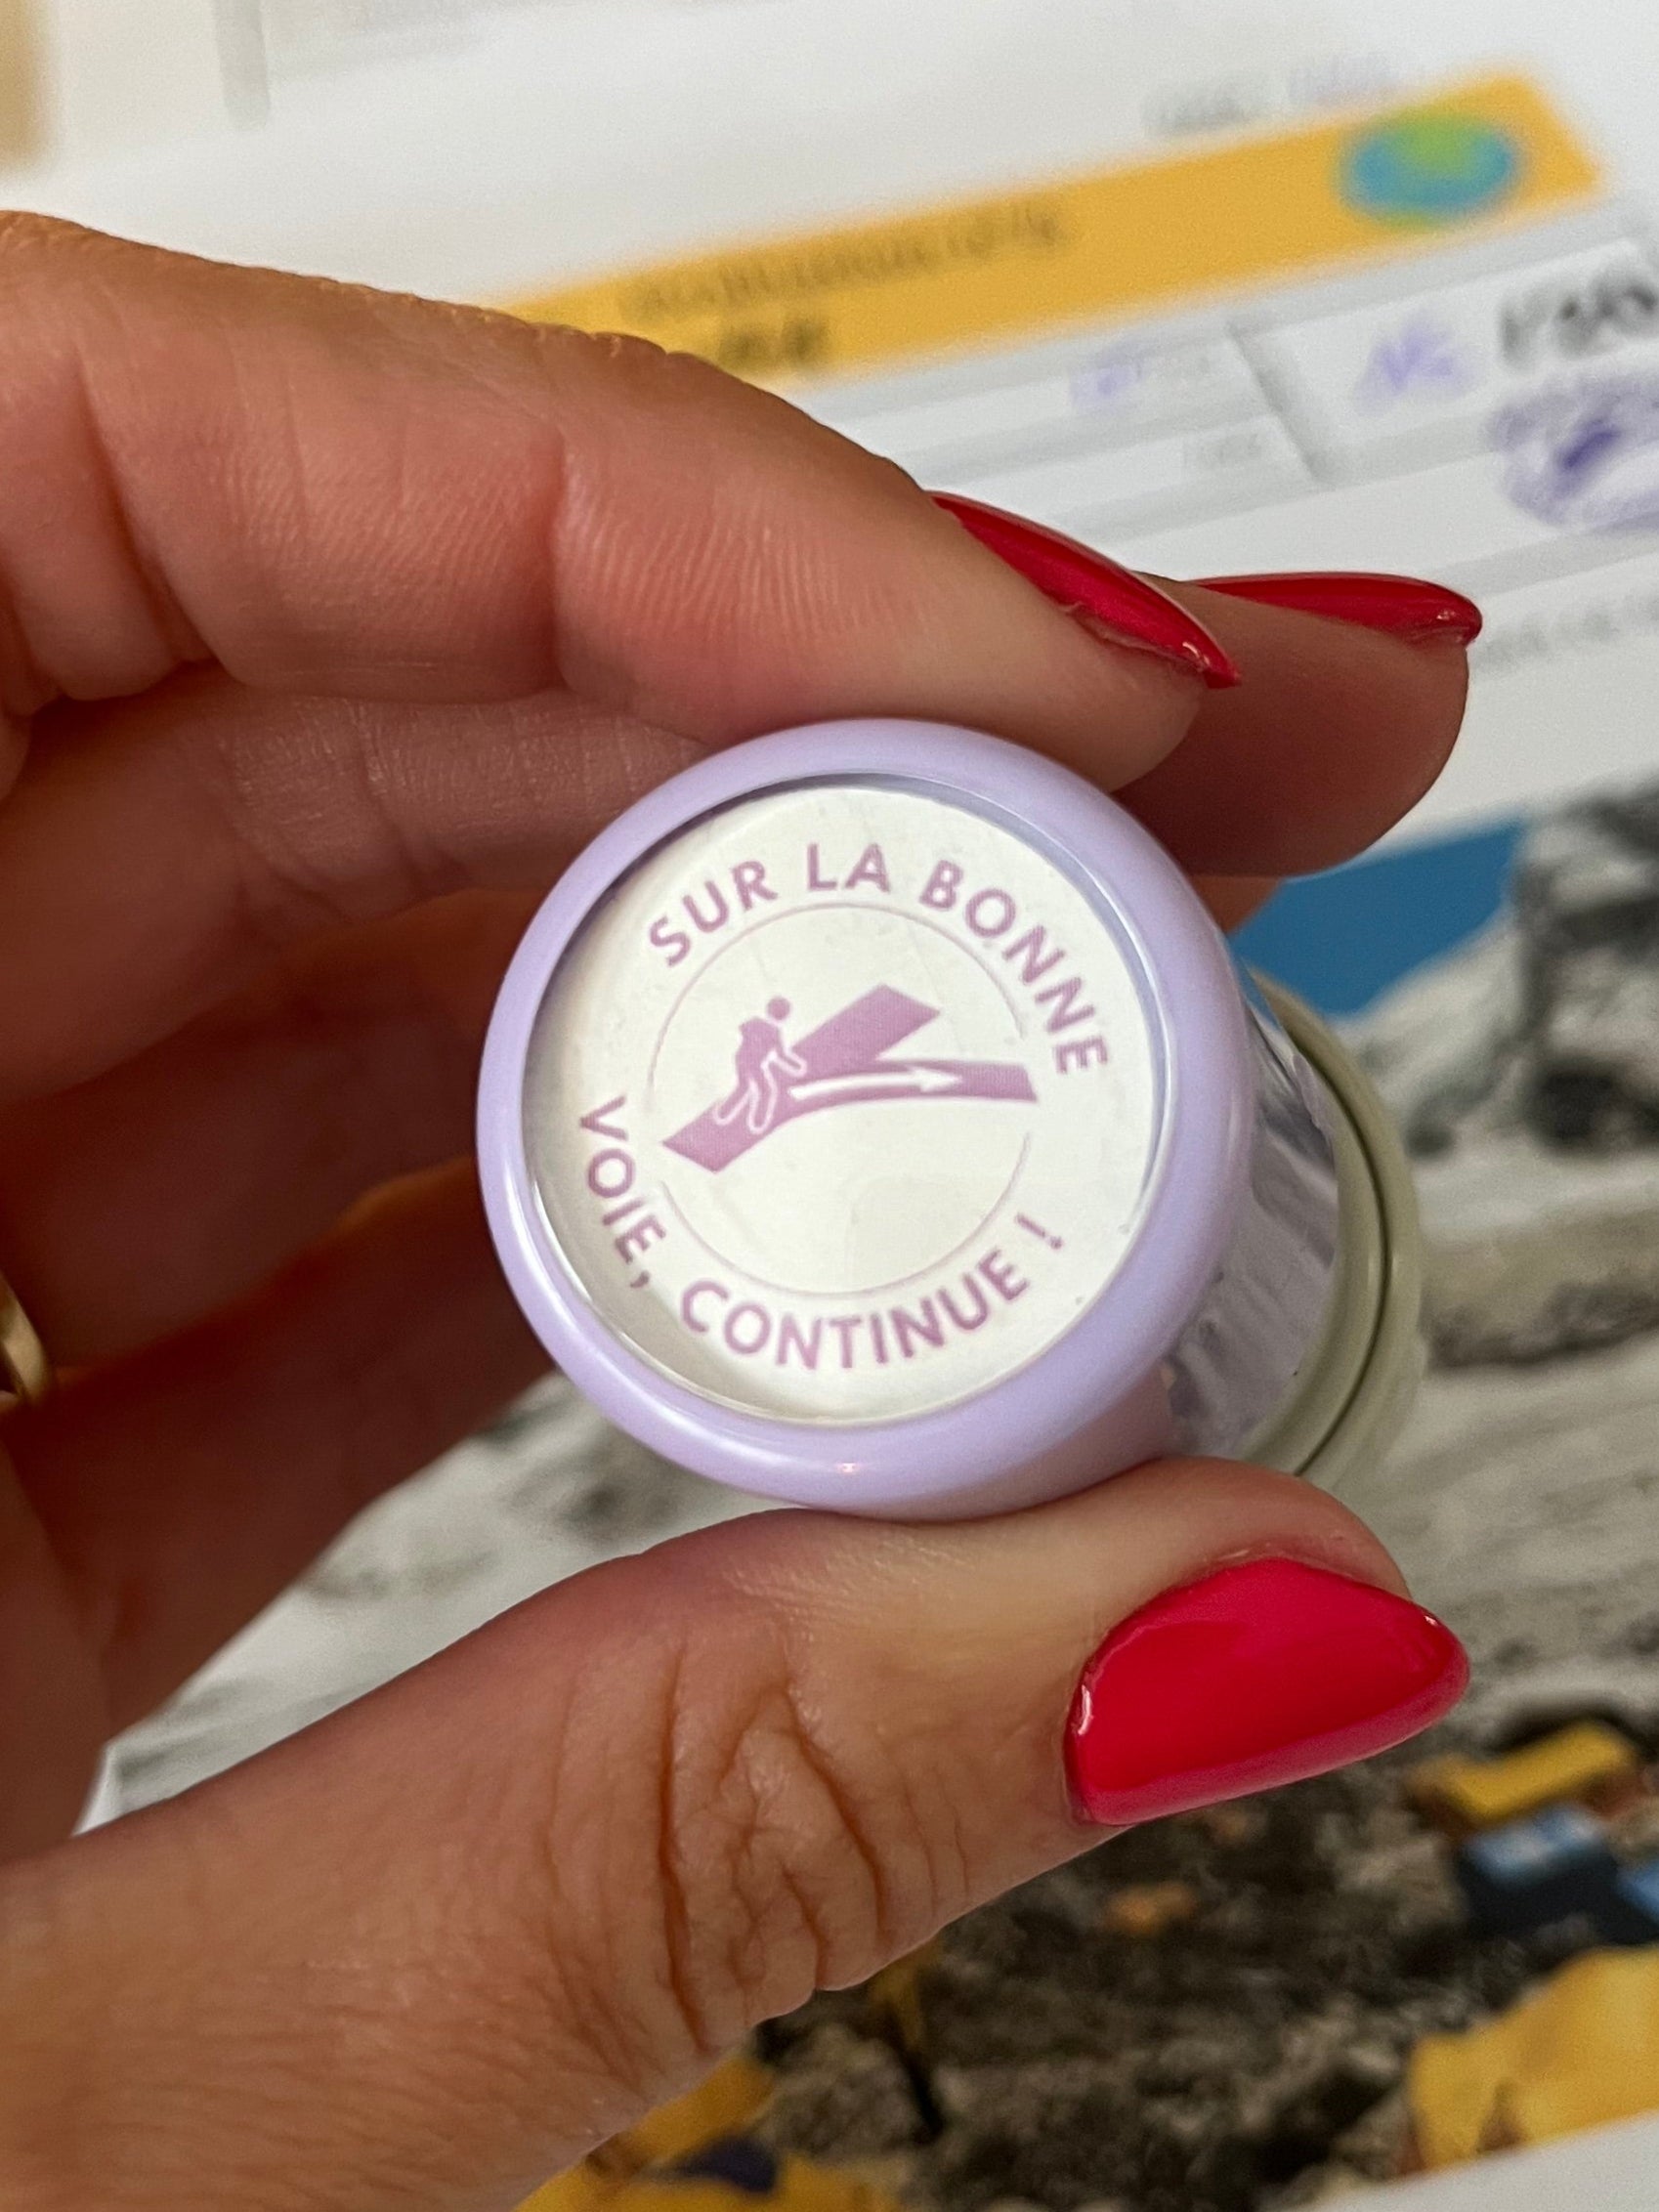 SUR LA BONNE
VOIE, CONTINUE !